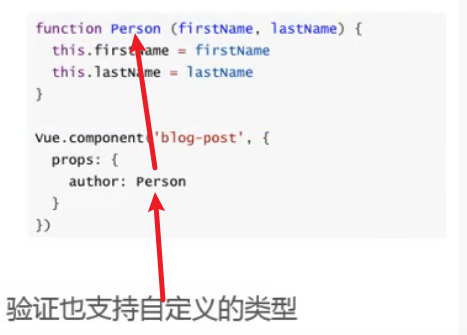 function Person (firstName, lastName) {
  this.firstName = firstName
  this.lastName = lastName
}
Vue.component('blog-post', {
  props: {
    author: Person
  }
})
验证也支持自定义的类型